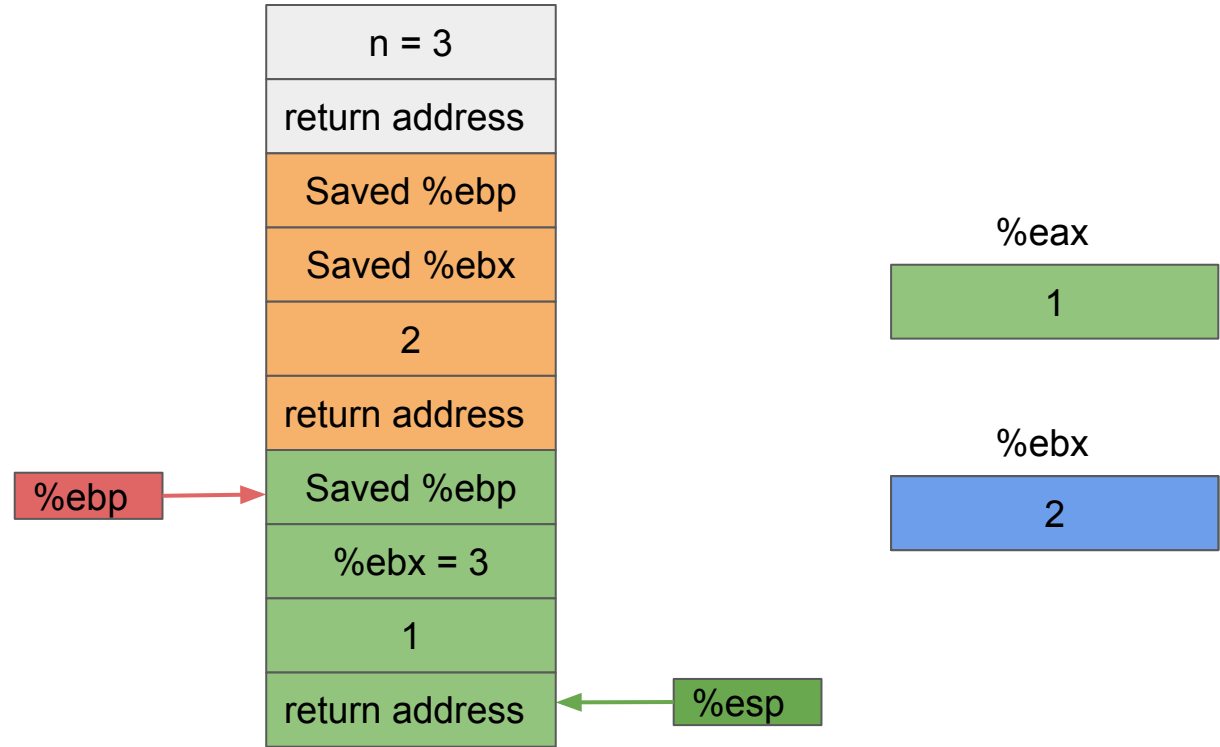 n = 3
return address
Saved %ebp
Saved %ebx
2
return address
Saved %ebp
%ebx = 3
1
return address
%ebp
%esp
%eax
1
%ebx
2